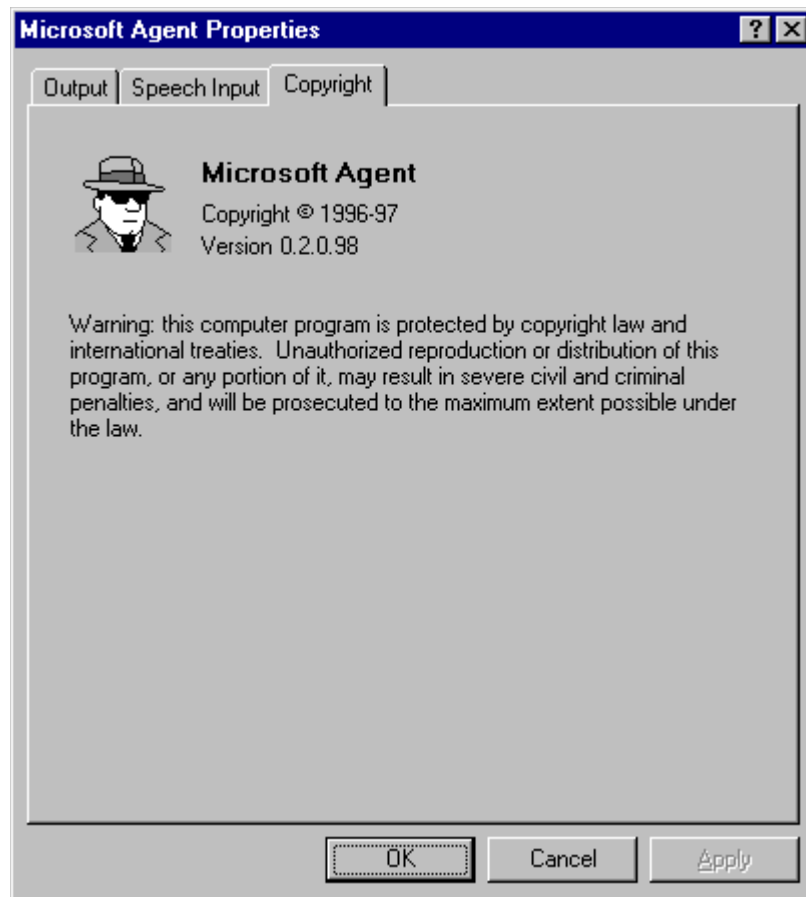 Microsoft Agent Properties
Output Speech Input Copyright
Microsoft Agent
Copyright © 1996-97
Version 0.2.0.98
Warning: this computer program is protected by copyright law and
international treaties.  Unauthorized reproduction or distribution of this
program, or any portion of it, may result in severe civil and criminal
penalties, and will be prosecuted to the maximum extent possible under
the law.
OK Cancel Apply